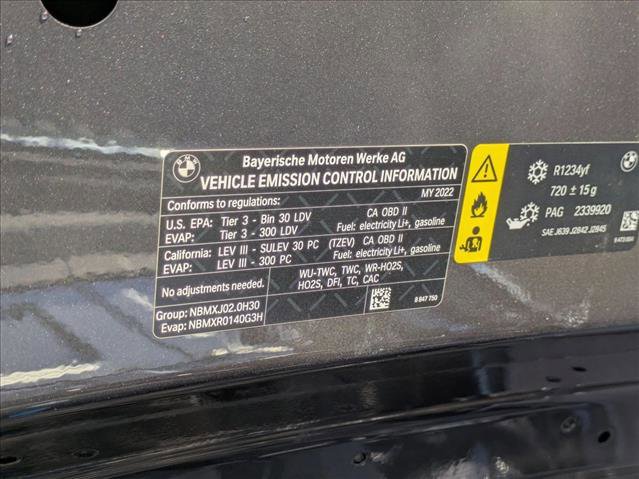 BMW
Bayerische Motoren Werke AG
VEHICLE EMISSION CONTROL INFORMATION
Conforms to regulations: MY 2022
U.S. EPA: Tier 3 - Bin 30 LDV CA OBD II
EVAP: Tier 3 - 300 LDV Fuel: electricity Li+, gasoline
California: LEV III - SULEV 30 PC (TZEV) CA OBD II
EVAP: LEV III - 300 PC Fuel: electricity Li+, gasoline
No adjustments needed. WU-TWC, TWC, WR-HO2S,
HO2S, DFI, TC, CAC
Group: NBMXJ02.0H30
Evap: NBMXR0140G3H
8 847 750
R1234yf
720 ± 15 g
PAG 2339920
SAE J639 J2842 J2845